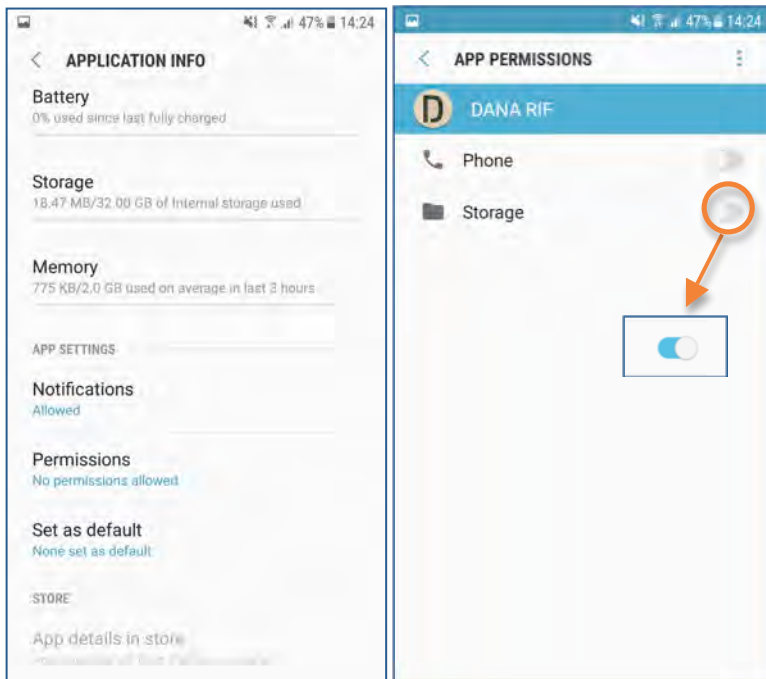 47% 14:24
APPLICATION INFO
Battery
0% used since last fully charged
Storage
18.47 MB/32.00 GB of Internal storage used
Memory
775 KB/2.0 GB used on average in last 3 hours
APP SETTINGS
Notifications
Allowed
Permissions
No permissions allowed
Set as default
None set as default
STORE
App details in store
47% 14:24
APP PERMISSIONS
D DANA RIF
Phone
Storage